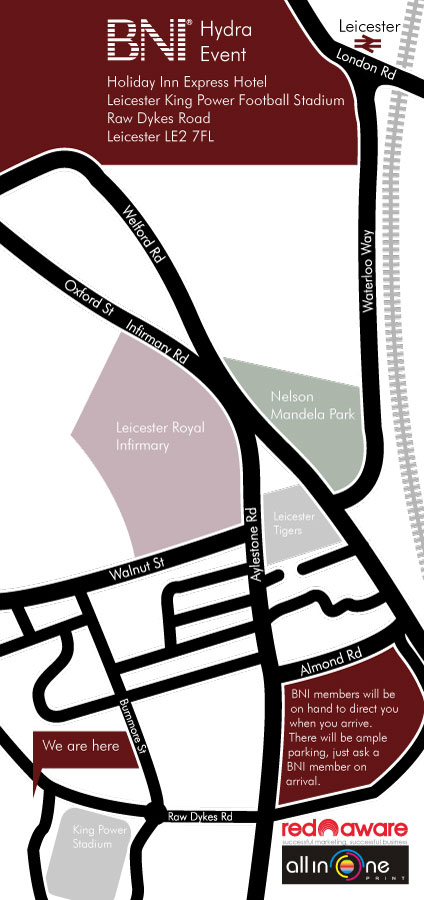 BNI® Hydra
Event
Holiday Inn Express Hotel
Leicester King Power Football Stadium
Raw Dykes Road
Leicester LE2 7FL
Leicester
London Rd
Welford Rd
Waterloo Way
Oxford St
Infirmary Rd
Nelson
Mandela Park
Leicester Royal
Infirmary
Leicester
Tigers
Aylestone Rd
Walnut St
Almond Rd
BNI members will be
on hand to direct you
when you arrive.
There will be ample
parking, just ask a
BNI member on
arrival.
Burnmore St
We are here
Raw Dykes Rd
King Power
Stadium
red aware
successful marketing, successful business
all in One
PRINT